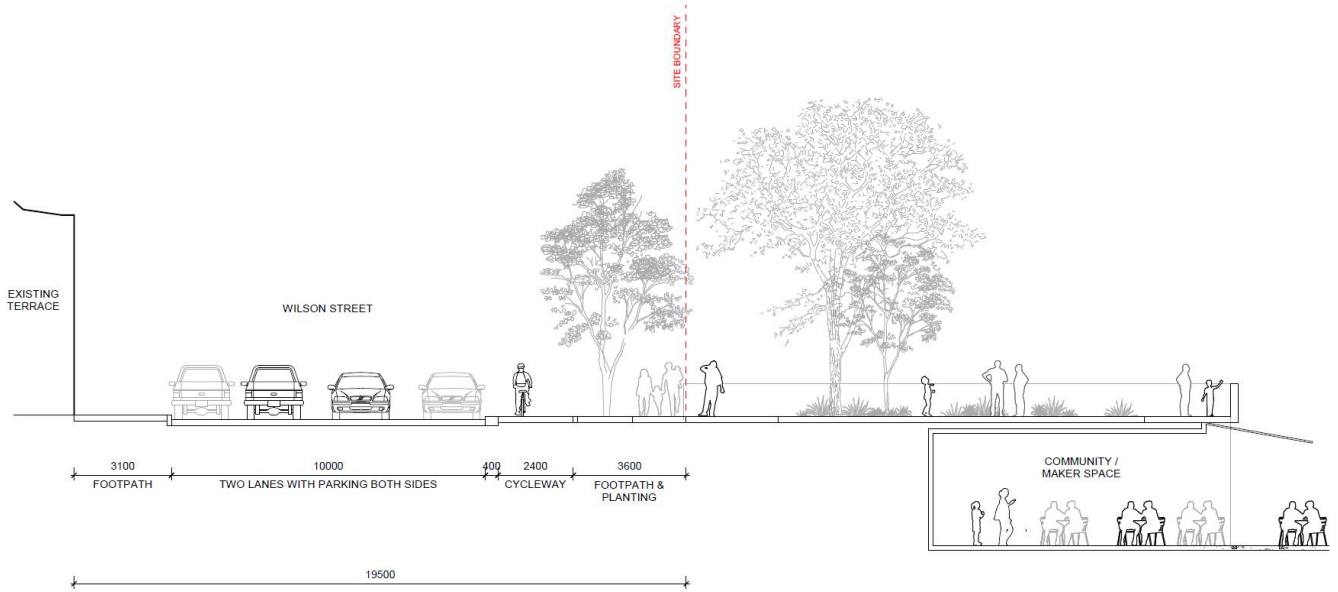 SITE BOUNDARY
EXISTING
TERRACE
WILSON STREET
COMMUNITY /
MAKER SPACE
3100
10000
400
2400
3600
FOOTPATH
TWO LANES WITH PARKING BOTH SIDES
CYCLEWAY
FOOTPATH &
PLANTING
19500